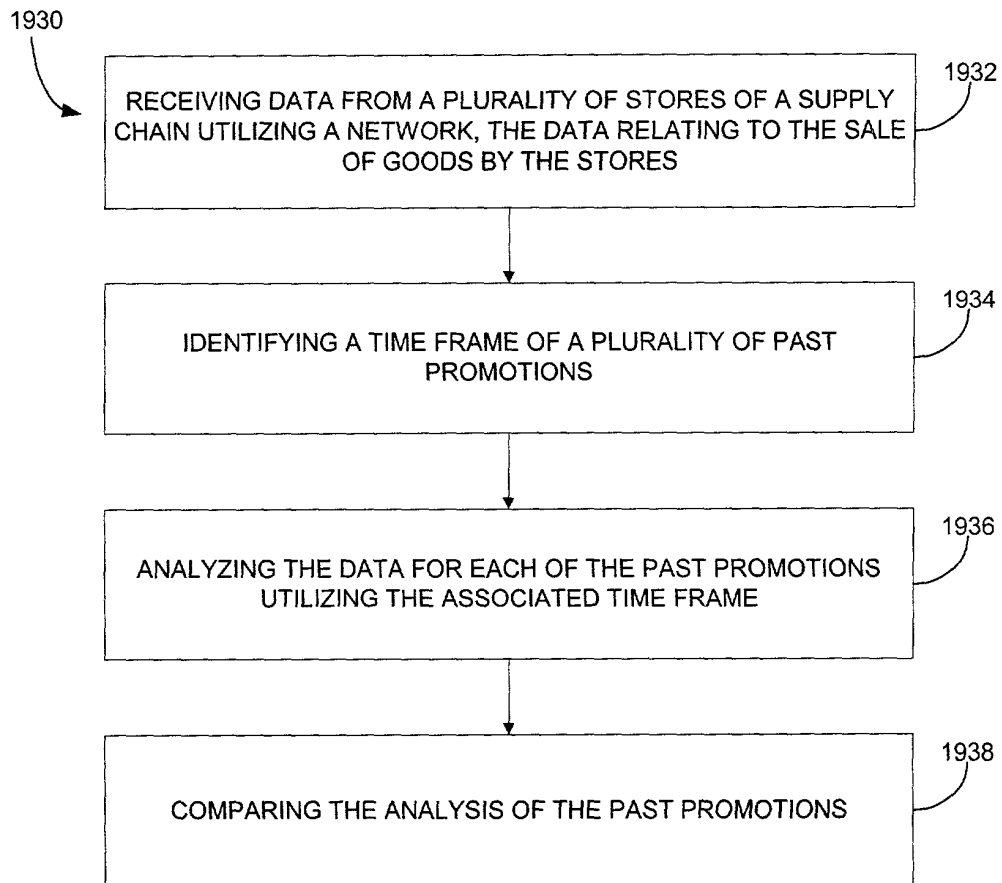 1930
1932
RECEIVING DATA FROM A PLURALITY OF STORES OF A SUPPLY
CHAIN UTILIZING A NETWORK, THE DATA RELATING TO THE SALE
OF GOODS BY THE STORES
1934
IDENTIFYING A TIME FRAME OF A PLURALITY OF PAST
PROMOTIONS
1936
ANALYZING THE DATA FOR EACH OF THE PAST PROMOTIONS
UTILIZING THE ASSOCIATED TIME FRAME
1938
COMPARING THE ANALYSIS OF THE PAST PROMOTIONS